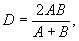 D = 2AB / (A + B),